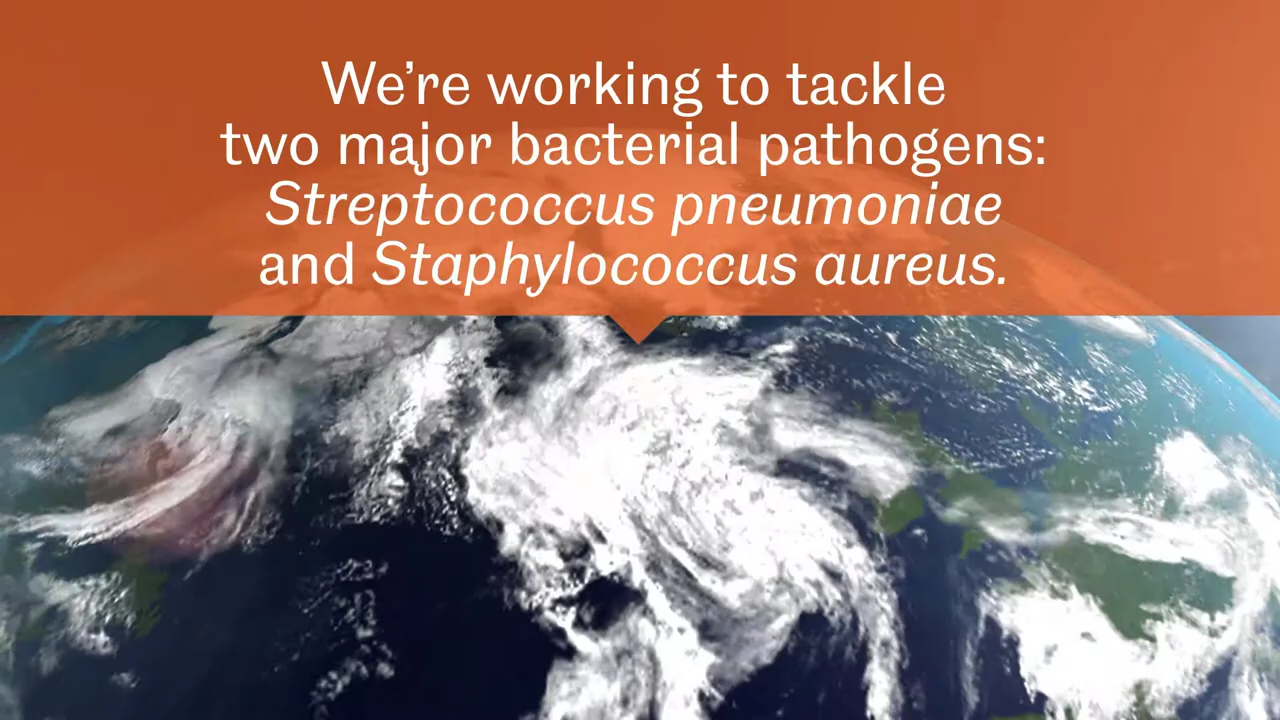 We’re working to tackle
two major bacterial pathogens:
Streptococcus pneumoniae
and Staphylococcus aureus.